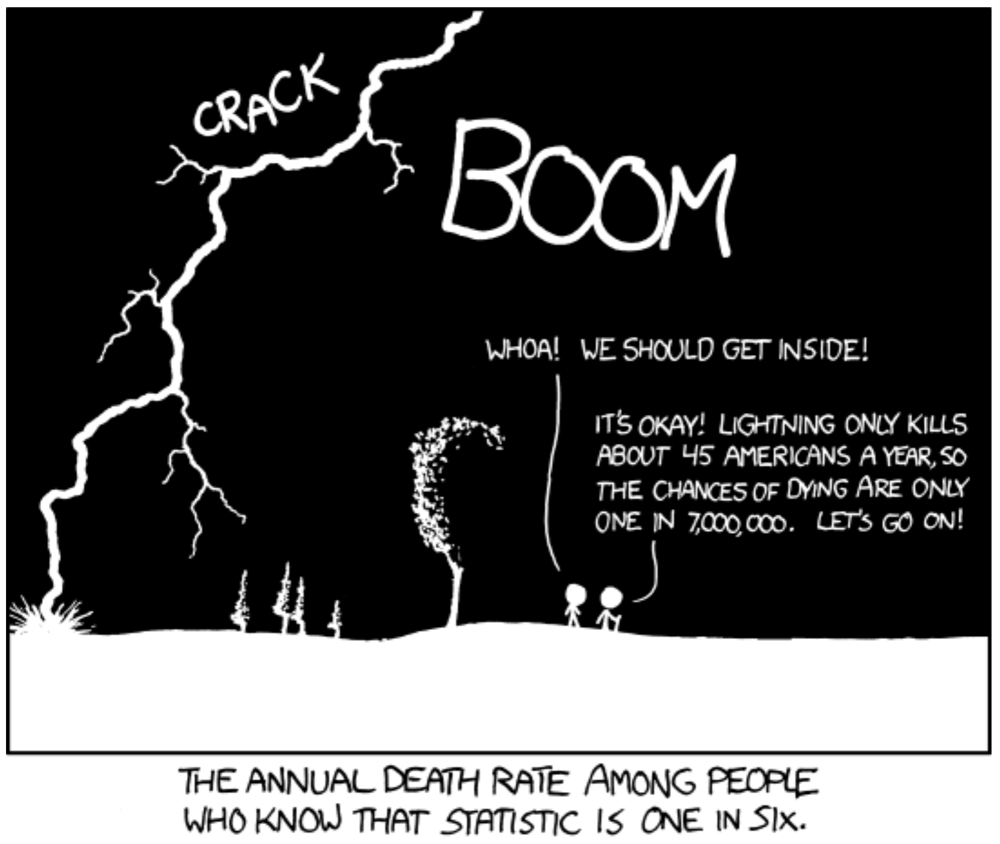 CRACK
BOOM
WHOA! WE SHOULD GET INSIDE!
IT'S OKAY! LIGHTNING ONLY KILLS
ABOUT 45 AMERICANS A YEAR, SO
THE CHANCES OF DYING ARE ONLY
ONE IN 7,000,000. LET'S GO ON!
THE ANNUAL DEATH RATE AMONG PEOPLE
WHO KNOW THAT STATISTIC IS ONE IN SIX.